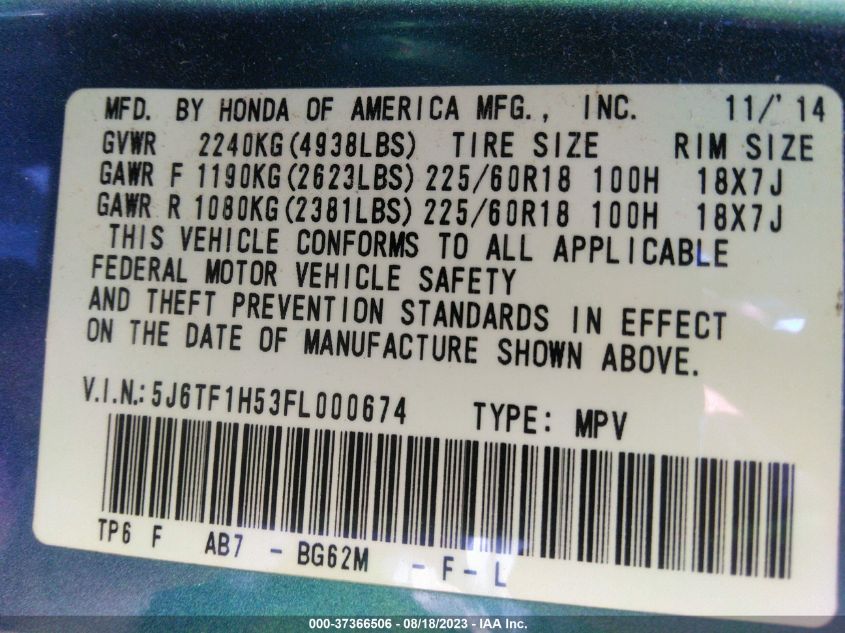 MFD. BY HONDA OF AMERICA MFG., INC. 11/'14
GVWR 2240KG(4938LBS) TIRE SIZE RIM SIZE
GAWR F 1190KG(2623LBS) 225/60R18 100H 18X7J
GAWR R 1080KG(2381LBS) 225/60R18 100H 18X7J
THIS VEHICLE CONFORMS TO ALL APPLICABLE
FEDERAL MOTOR VEHICLE SAFETY
AND THEFT PREVENTION STANDARDS IN EFFECT
ON THE DATE OF MANUFACTURE SHOWN ABOVE.
V.I.N.: 5J6TF1H53FL000674 TYPE: MPV
TP6 F AB7 - BG62M - F - L
000-37366506 - 08/18/2023 - IAA Inc.